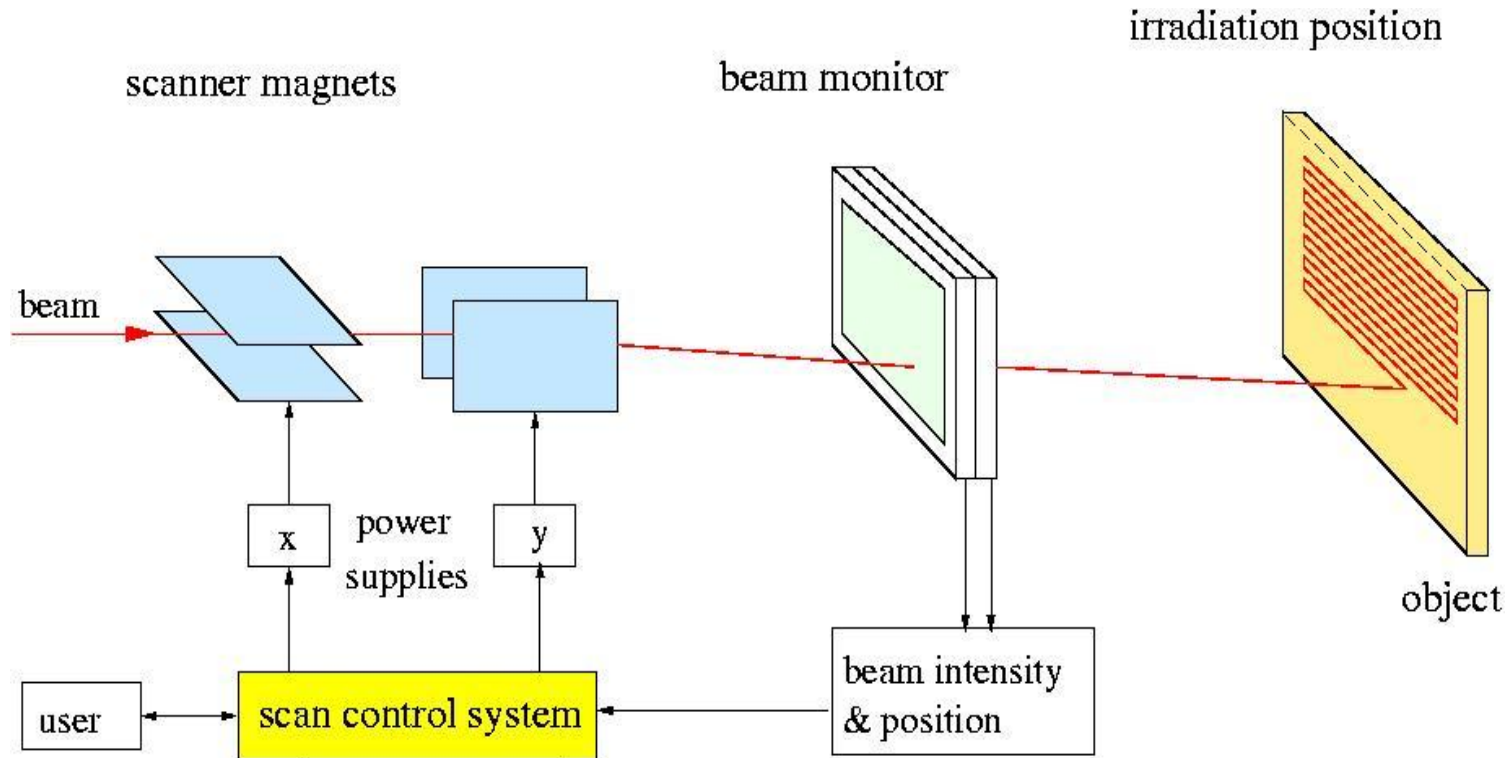 irradiation position
scanner magnets
beam monitor
beam
x
power
supplies
y
object
user
scan control system
beam intensity
& position